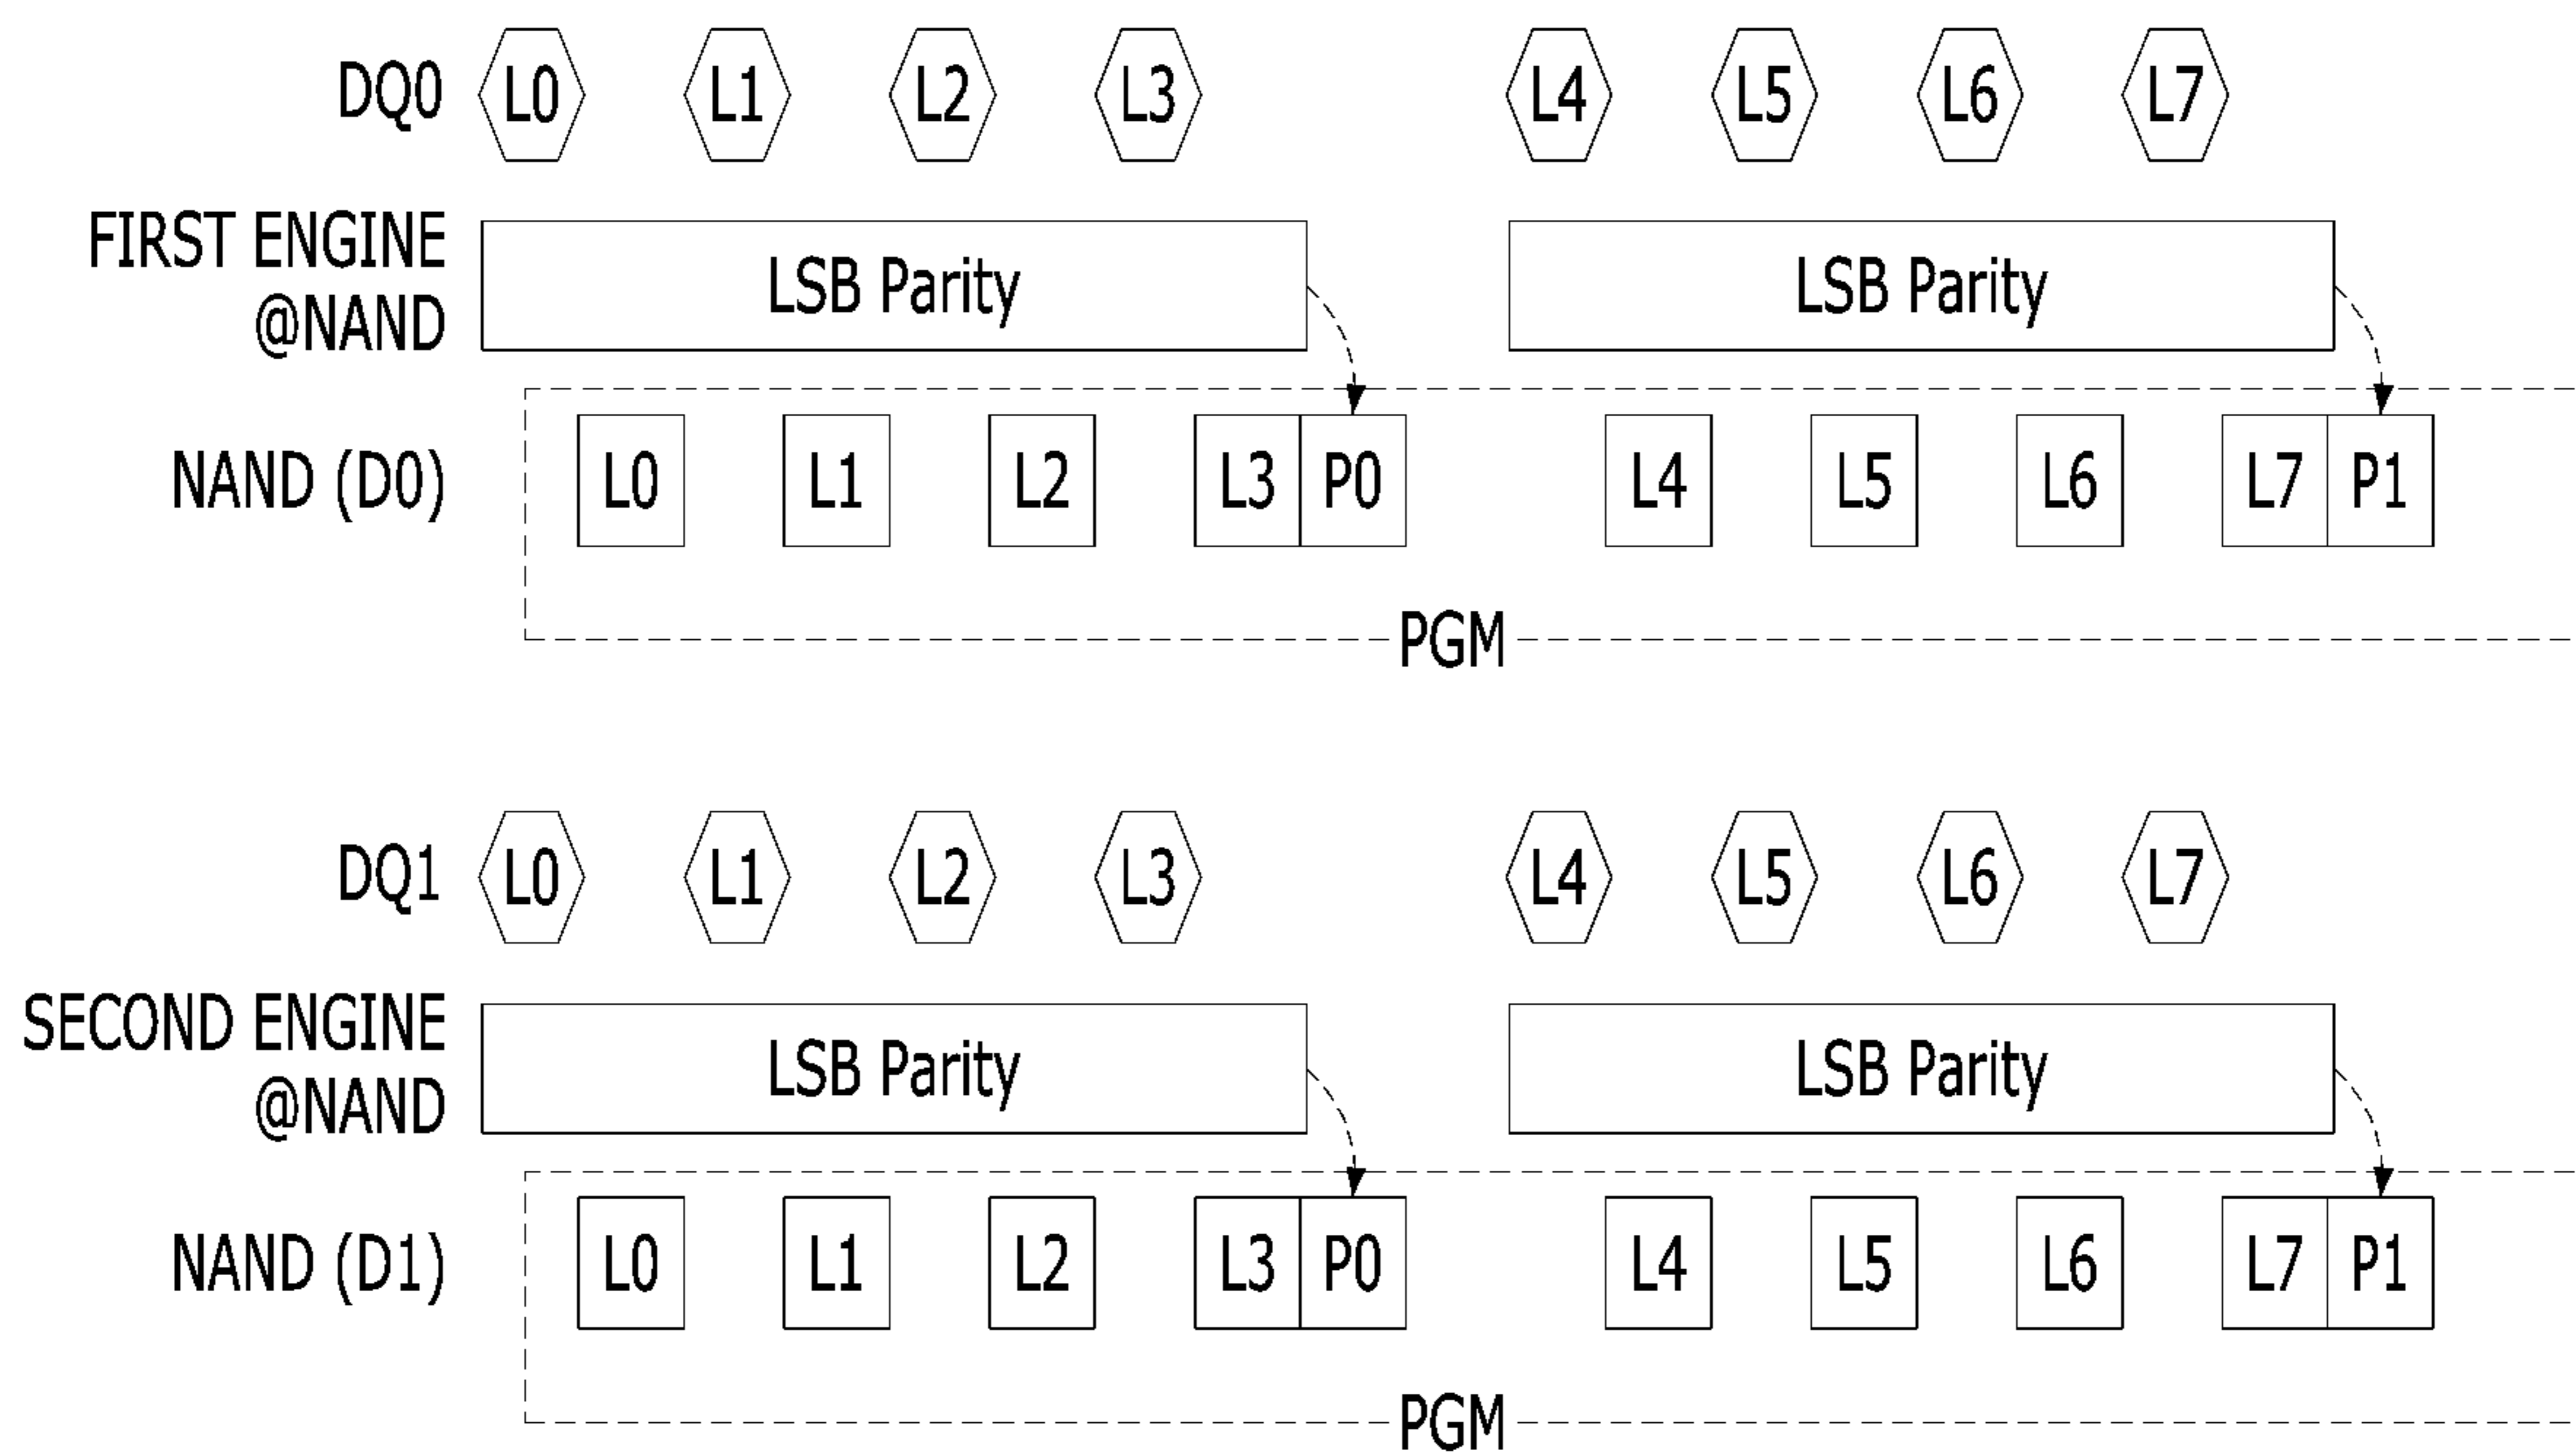 DQ0 L0 L1 L2 L3 L4 L5 L6 L7
FIRST ENGINE
@NAND
LSB Parity LSB Parity
NAND (D0) L0 L1 L2 L3 P0 L4 L5 L6 L7 P1
PGM
DQ1 L0 L1 L2 L3 L4 L5 L6 L7
SECOND ENGINE
@NAND
LSB Parity LSB Parity
NAND (D1) L0 L1 L2 L3 P0 L4 L5 L6 L7 P1
PGM